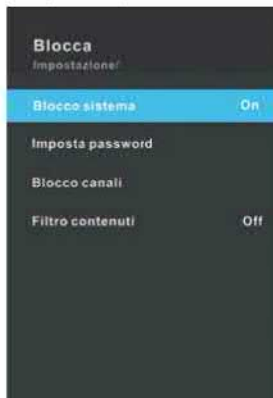 Blocca
Impostazione/
Blocco sistema On
Imposta password
Blocco canali
Filtro contenuti Off